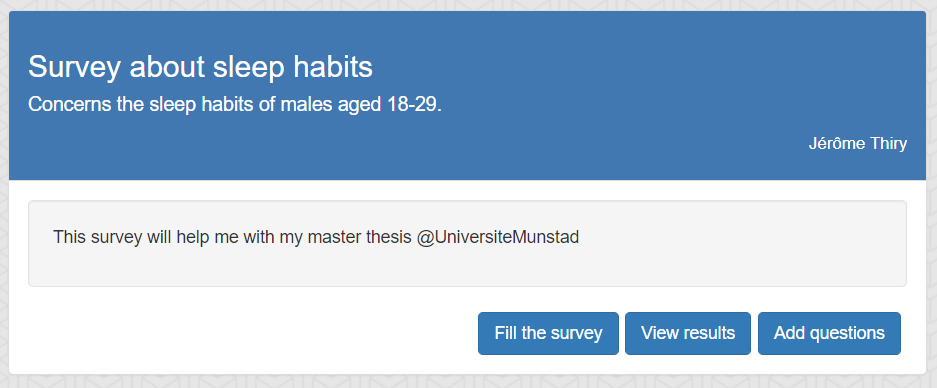 Survey about sleep habits
Concerns the sleep habits of males aged 18-29.
Jérôme Thiry
This survey will help me with my master thesis @UniversiteMunstad
Fill the survey View results Add questions